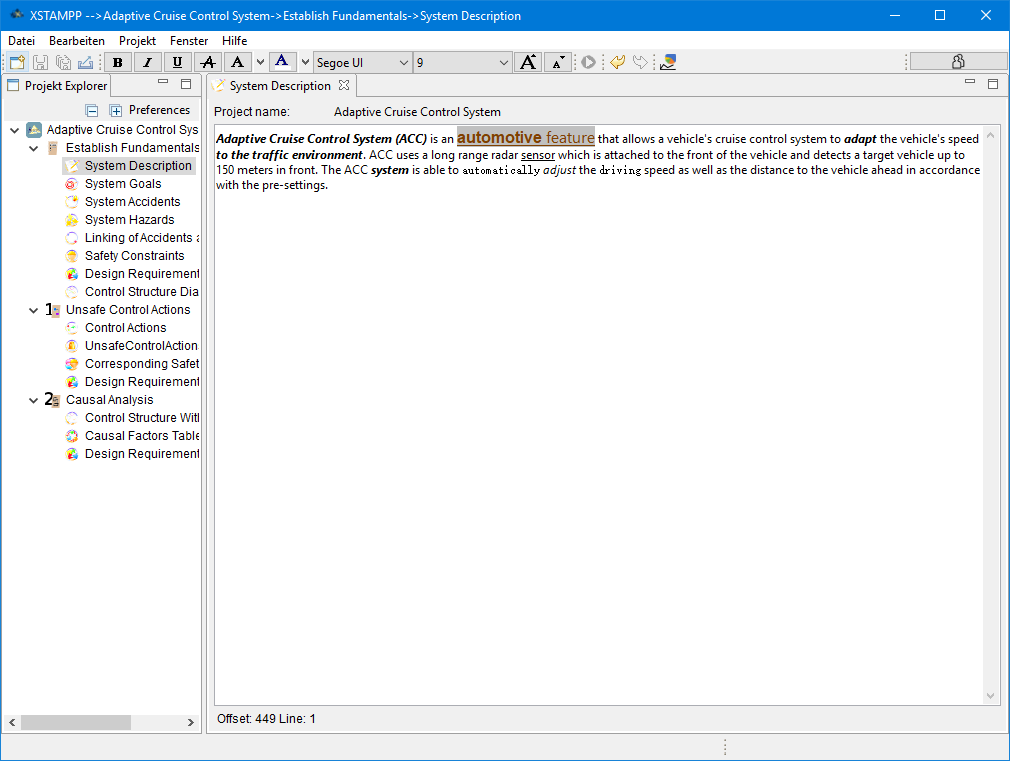 XSTAMPP -->Adaptive Cruise Control System->Establish Fundamentals->System Description
Datei Bearbeiten Projekt Fenster Hilfe
B I U A A A Segoe UI 9 A A
Projekt Explorer
Preferences
Adaptive Cruise Control Sys
Establish Fundamentals
System Description
System Goals
System Accidents
System Hazards
Linking of Accidents a
Safety Constraints
Design Requirement
Control Structure Dia
1 Unsafe Control Actions
Control Actions
UnsafeControlAction
Corresponding Safet
Design Requirement
2 Causal Analysis
Control Structure Wit
Causal Factors Table
Design Requirement
System Description
Project name: Adaptive Cruise Control System
Adaptive Cruise Control System (ACC) is an automotive feature that allows a vehicle's cruise control system to adapt the vehicle's speed
to the traffic environment. ACC uses a long range radar sensor which is attached to the front of the vehicle and detects a target vehicle up to
150 meters in front. The ACC system is able to automatically adjust the driving speed as well as the distance to the vehicle ahead in accordance
with the pre-settings.
Offset: 449 Line: 1